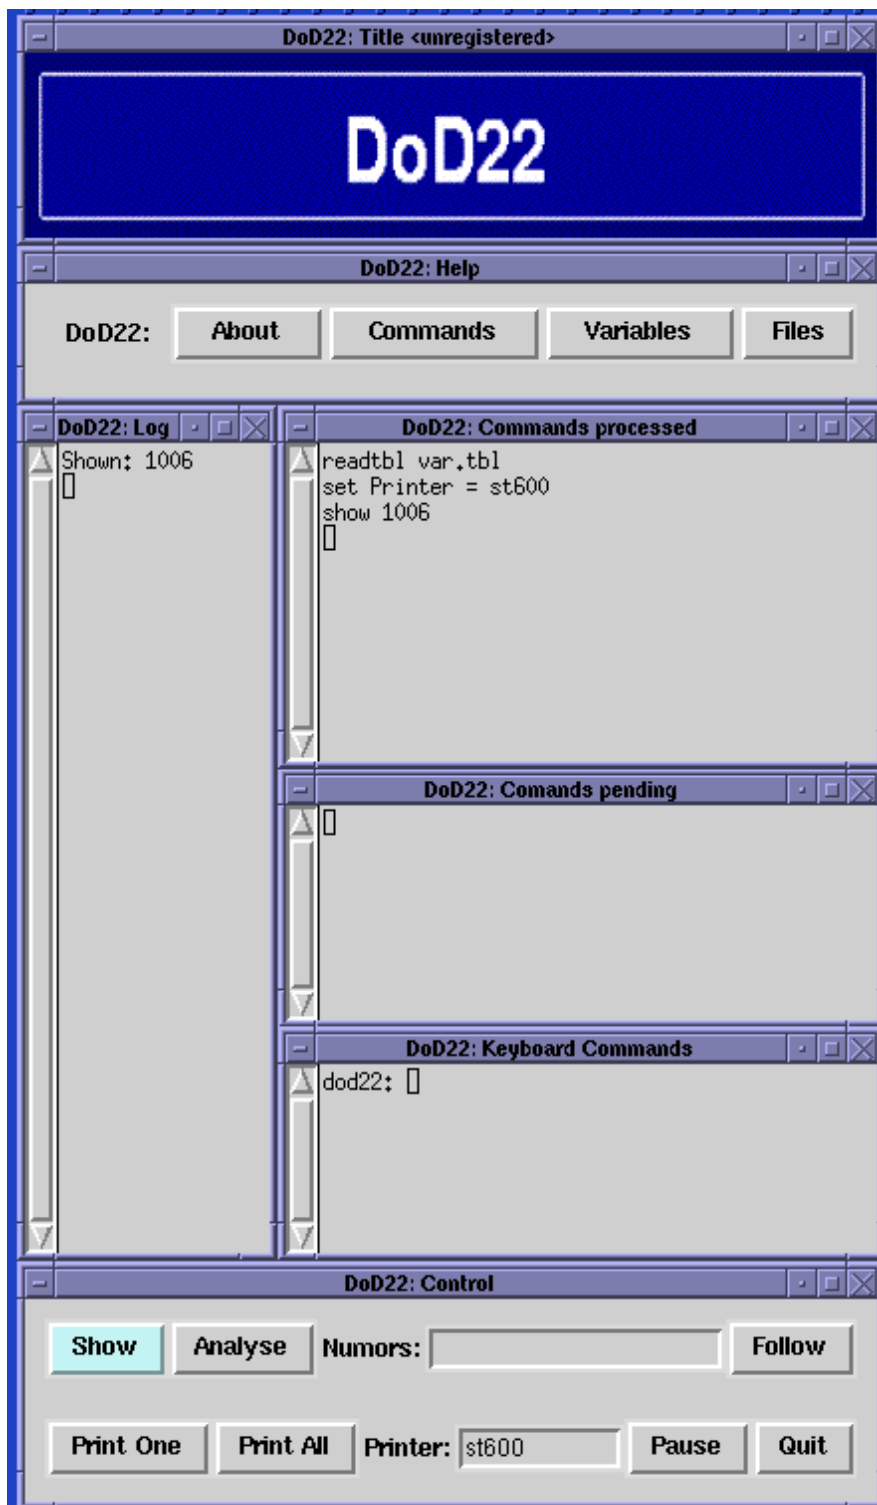 DoD22: Title <unregistered>
DoD22
DoD22: Help
DoD22: About Commands Variables Files
DoD22: Log
Shown: 1006
DoD22: Commands processed
readtbl var.tbl
set Printer = st600
show 1006
DoD22: Comands pending
DoD22: Keyboard Commands
dod22:
DoD22: Control
Show Analyse Numors: Follow
Print One Print All Printer: st600 Pause Quit